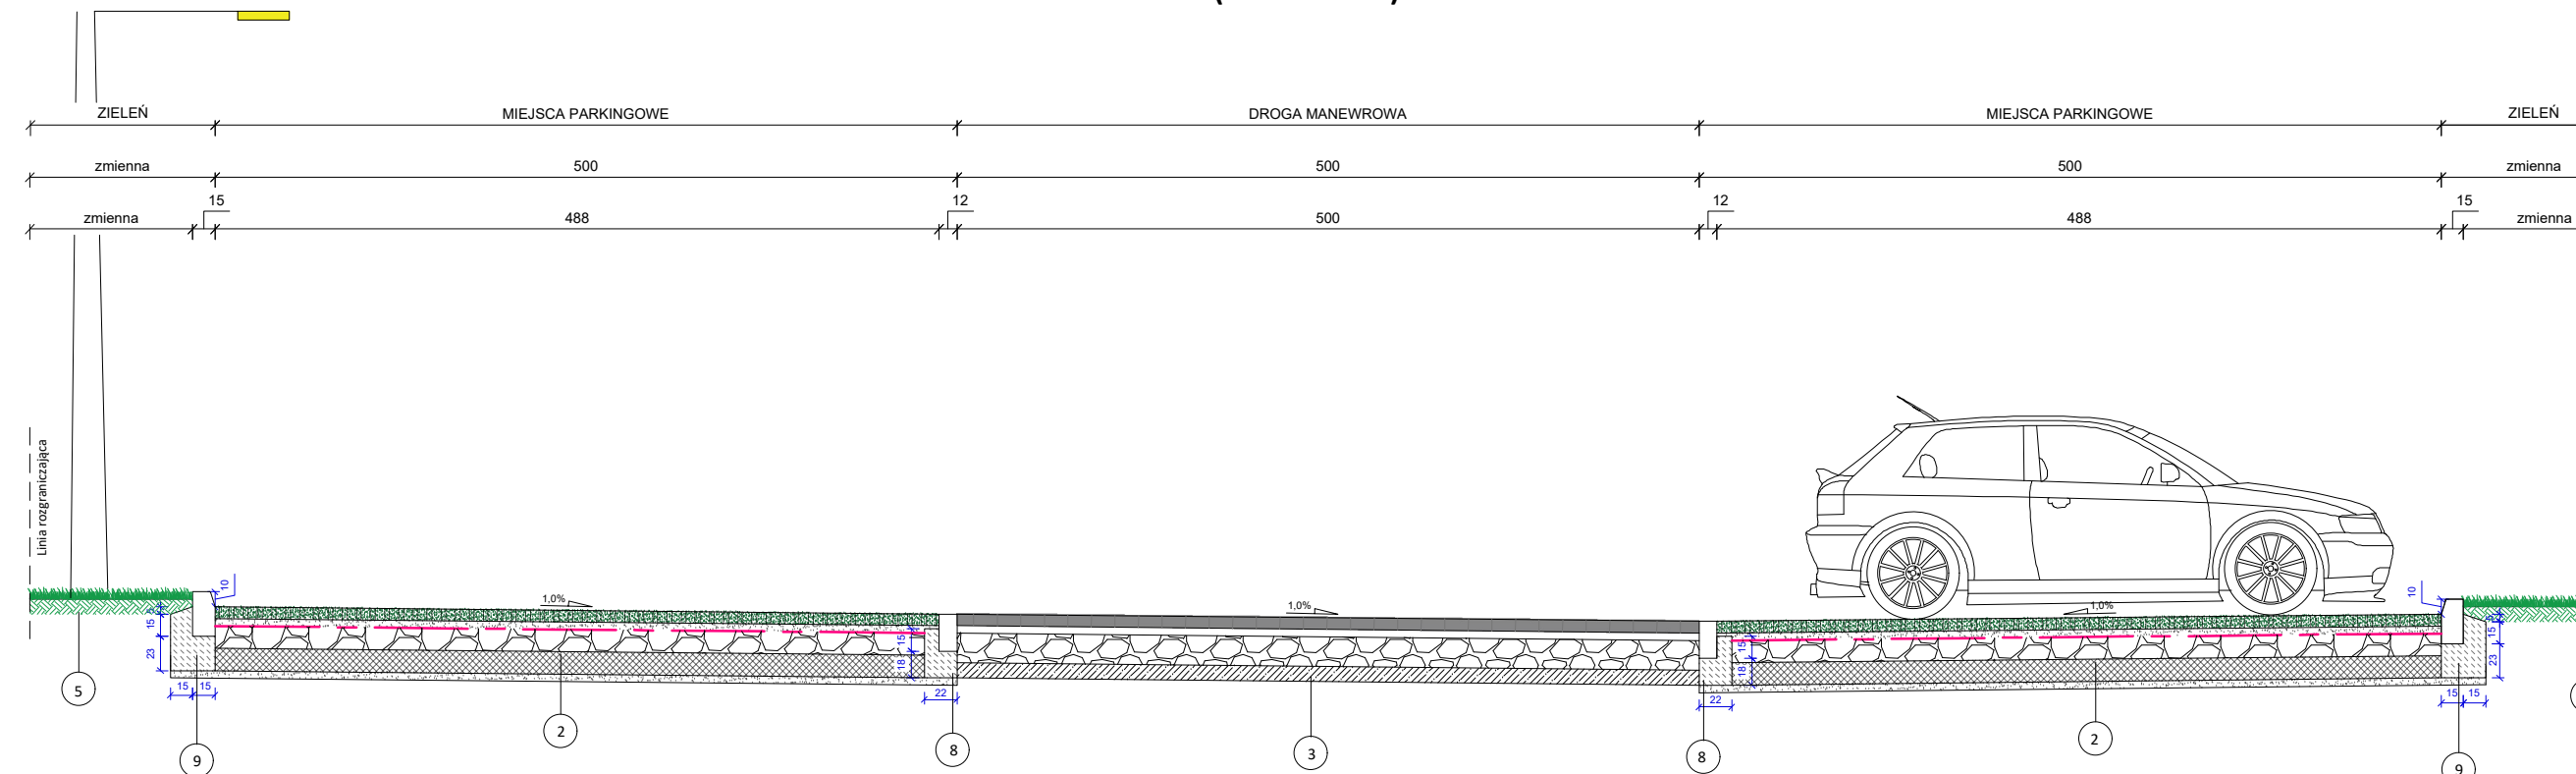 ZIELEŃ MIEJSCA PARKINGOWE DROGA MANEWROWA MIEJSCA PARKINGOWE ZIELEŃ
zmienna 500 500 500 zmienna
15 12 12 15
zmienna 488 500 488 zmienna
Linia rozgraniczająca
10 10
1,0% 1,0% 1,0%
5 15 23 15 18 15 18 5 15 23
15 15 22 22 15 15
5 9 2 8 3 8 2 9